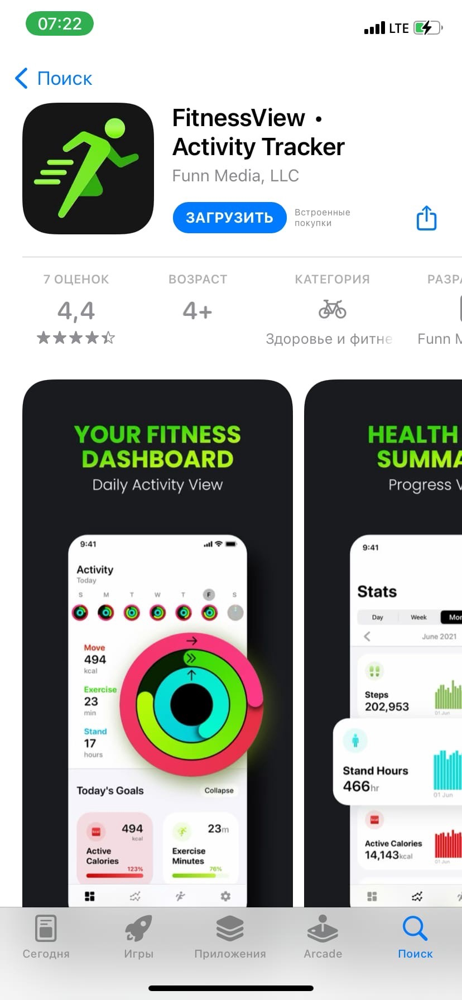 07:22
LTE
Поиск
FitnessView •
Activity Tracker
Funn Media, LLC
ЗАГРУЗИТЬ
Встроенные
покупки
7 ОЦЕНОК
ВОЗРАСТ
КАТЕГОРИЯ
РАЗРА
4,4
4+
Здоровье и фитне
Funn M
YOUR FITNESS
DASHBOARD
Daily Activity View
9:41
Activity
Today
S M T W T F S
Move
494
kcal
Exercise
23
min
Stand
17
hours
Today's Goals
Collapse
kcal
494
kcal
Active
Calories
123%
23m
Exercise
Minutes
76%
HEALTH
SUMMA
Progress V
9:41
Stats
Day
Week
Mon
June 2021
Steps
202,953
01 Jun
Stand Hours
466hr
01 Jun
kcal
Active Calories
14,143kcal
01 Jun
Сегодня
Игры
Приложения
Arcade
Поиск